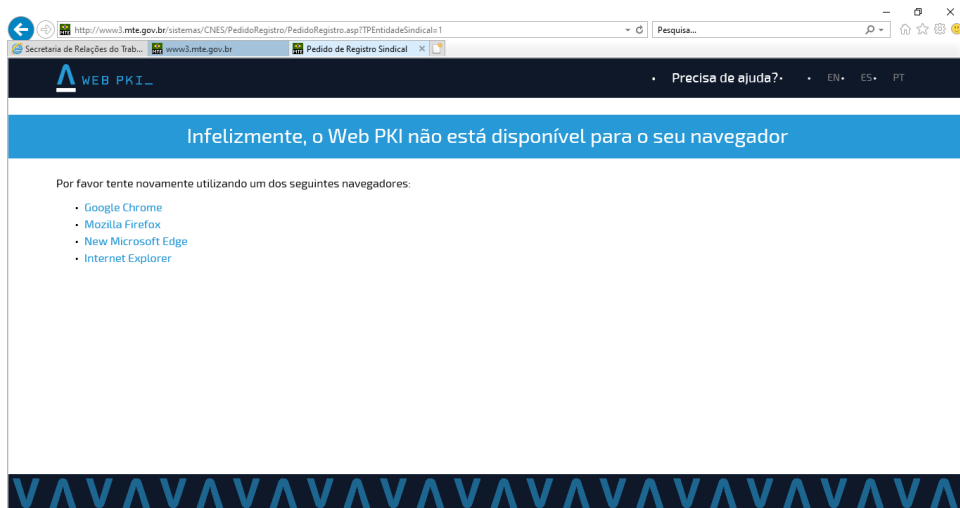 http://www3.mte.gov.br/sistemas/CNES/PedidoRegistro/PedidoRegistro.asp?TPEntidadeSindical=1
Pesquisa...
Secretaria de Relações do Trab...
www3.mte.gov.br
Pedido de Registro Sindical
WEB PKI_
Precisa de ajuda?
EN
ES
PT
Infelizmente, o Web PKI não está disponível para o seu navegador
Por favor tente novamente utilizando um dos seguintes navegadores:
Google Chrome
Mozilla Firefox
New Microsoft Edge
Internet Explorer